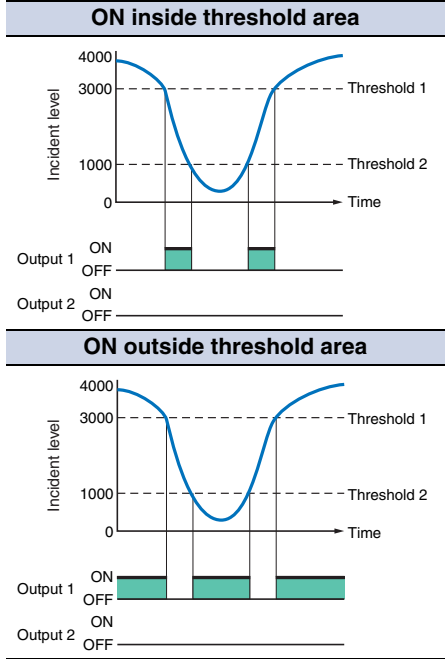 ON inside threshold area
4000
3000
Threshold 1
Incident level
1000
Threshold 2
0
Time
ON
Output 1
OFF
ON
Output 2
OFF
ON outside threshold area
4000
3000
Threshold 1
Incident level
1000
Threshold 2
0
Time
ON
Output 1
OFF
ON
Output 2
OFF